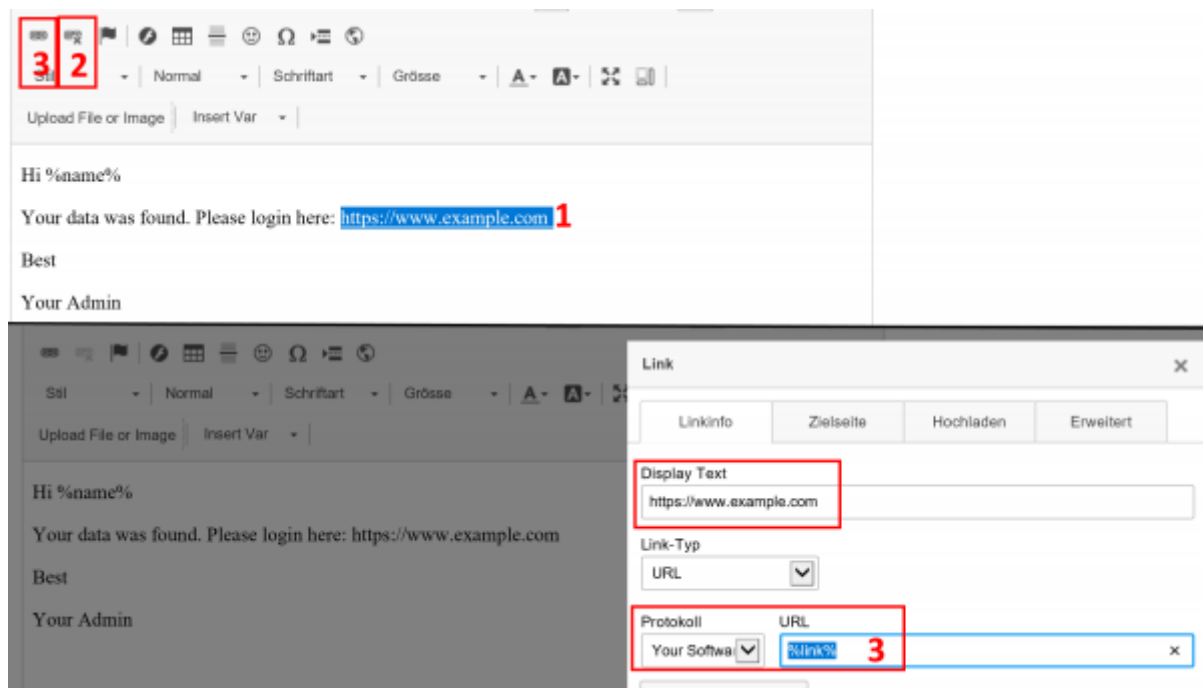 3 2
Stil Normal Schriftart Grösse A A
Upload File or Image Insert Var
Hi %name%
Your data was found. Please login here: https://www.example.com 1
Best
Your Admin
Stil Normal Schriftart Grösse A A
Upload File or Image Insert Var
Hi %name%
Your data was found. Please login here: https://www.example.com
Best
Your Admin
Link
Linkinfo Zielseite Hochladen Erweitert
Display Text
https://www.example.com
Link-Typ
URL
Protokoll URL
Your Softwa %link% 3